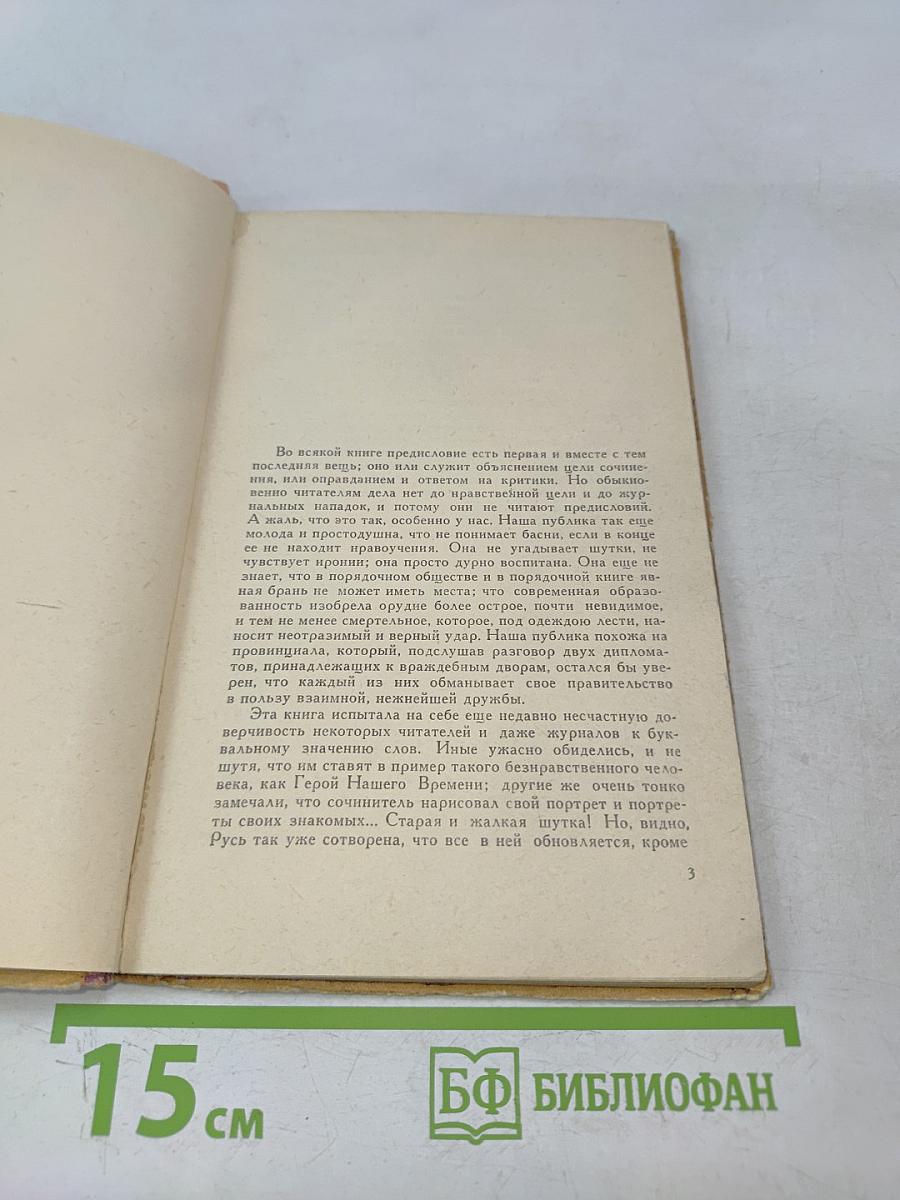 Во всякой книге предисловие есть первая и вместе с тем
последняя вещь; оно или служит объяснением цели сочине-
ния, или оправданием и ответом на критики. Но обыкно-
венно читателям дела нет до нравственной цели и до жур-
нальных нападок, и потому они не читают предисловий.
А жаль, что это так, особенно у нас. Наша публика так еще
молода и простодушна, что не понимает басни, если в конце
ее не находит нравоучения. Она не угадывает шутки, не
чувствует иронии; она просто дурно воспитана. Она еще не
знает, что в порядочном обществе и в порядочной книге яв-
ная брань не может иметь места; что современная образо-
ванность изобрела орудие более острое, почти невидимое,
и тем не менее смертельное, которое, под одеждою лести, на-
носит неотразимый и верный удар. Наша публика похожа на
провинциала, который, подслушав разговор двух диплома-
тов, принадлежащих к враждебным дворам, остался бы уве-
рен, что каждый из них обманывает свое правительство
в пользу взаимной, нежнейшей дружбы.
Эта книга испытала на себе еще недавно несчастную до-
верчивость некоторых читателей и даже журналов к бук-
вальному значению слов. Иные ужасно обиделись, и не
шутя, что им ставят в пример такого безнравственного чело-
века, как Герой Нашего Времени; другие же очень тонко
замечали, что сочинитель нарисовал свой портрет и портре-
ты своих знакомых... Старая и жалкая шутка! Но, видно,
Русь так уже сотворена, что все в ней обновляется, кроме
3
15 см
БФ БИБЛИОФАН